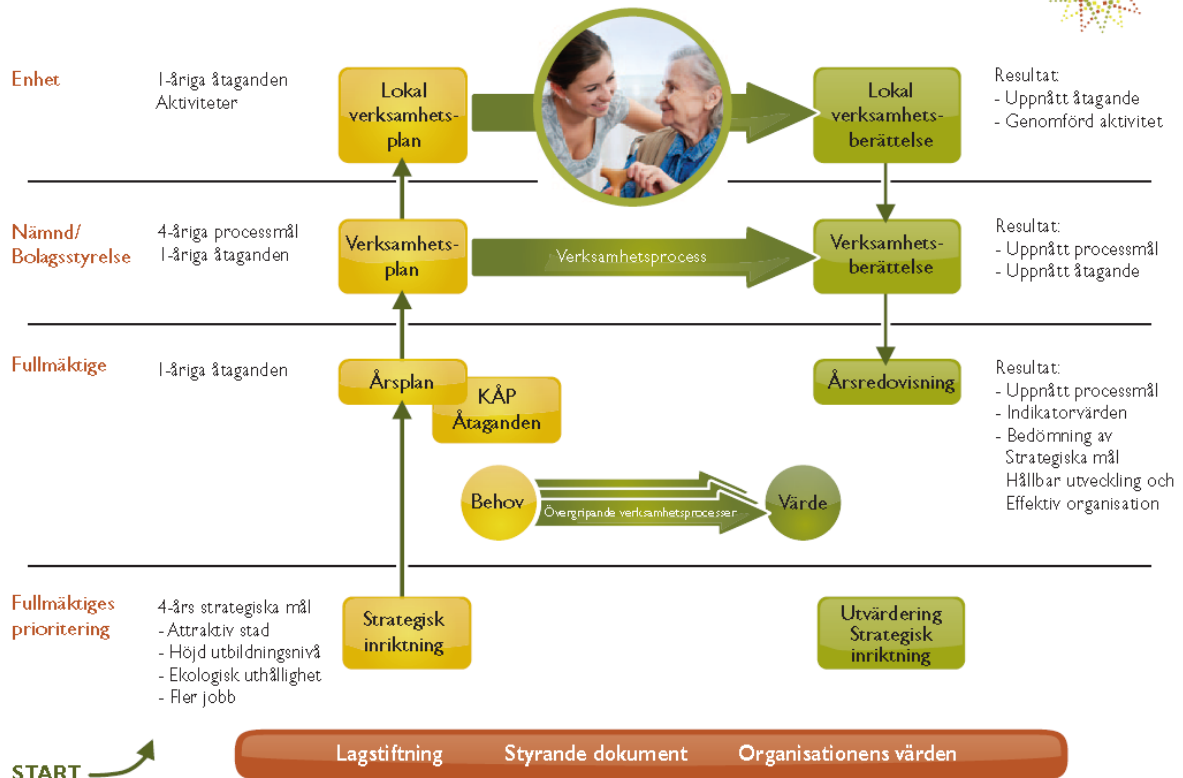 Enhet
1-åriga åtaganden
Aktiviteter
Lokal
verksamhets-
plan
Lokal
verksamhets-
berättelse
Resultat:
- Uppnått åtagande
- Genomförd aktivitet
Nämnd/
Bolagsstyrelse
4-åriga processmål
1-åriga åtaganden
Verksamhets-
plan
Verksamhetsprocess
Verksamhets-
berättelse
Resultat:
- Uppnått processmål
- Uppnått åtagande
Fullmäktige
1-åriga åtaganden
Årsplan
KÅP
Åtaganden
Årsredovisning
Resultat:
- Uppnått processmål
- Indikatorvärden
- Bedömning av
Strategiska mål
Hållbar utveckling och
Effektiv organisation
Behov
Övergripande verksamhetsprocesser
Värde
Fullmäktiges
prioritering
4-års strategiska mål
- Attraktiv stad
- Höjd utbildningsnivå
- Ekologisk uthållighet
- Fler jobb
Strategisk
inriktning
Utvärdering
Strategisk
inriktning
START
Lagstiftning Styrande dokument Organisationens värden